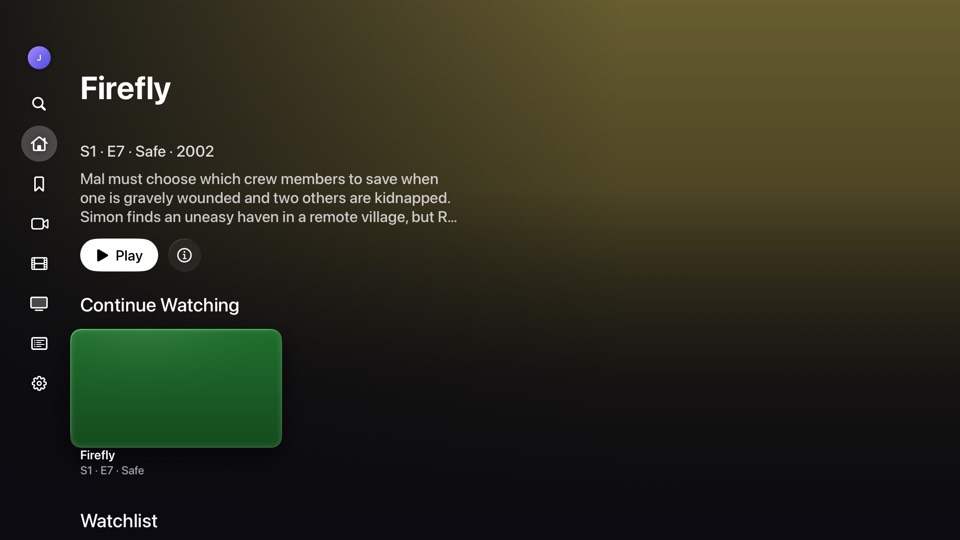 J
Firefly
S1 · E7 · Safe · 2002
Mal must choose which crew members to save when
one is gravely wounded and two others are kidnapped.
Simon finds an uneasy haven in a remote village, but R...
Play
Continue Watching
Firefly
S1 · E7 · Safe
Watchlist